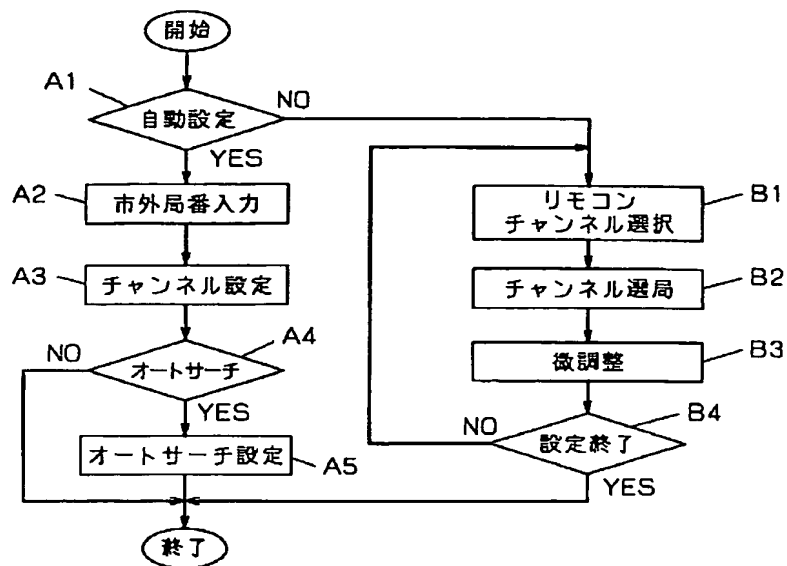 開始
A1
自動設定
NO
YES
A2
市外局番入力
A3
チャンネル設定
A4
NO
オートサーチ
YES
オートサーチ設定
A5
終了
リモコン
チャンネル選択
B1
チャンネル選局
B2
微調整
B3
B4
NO
設定終了
YES